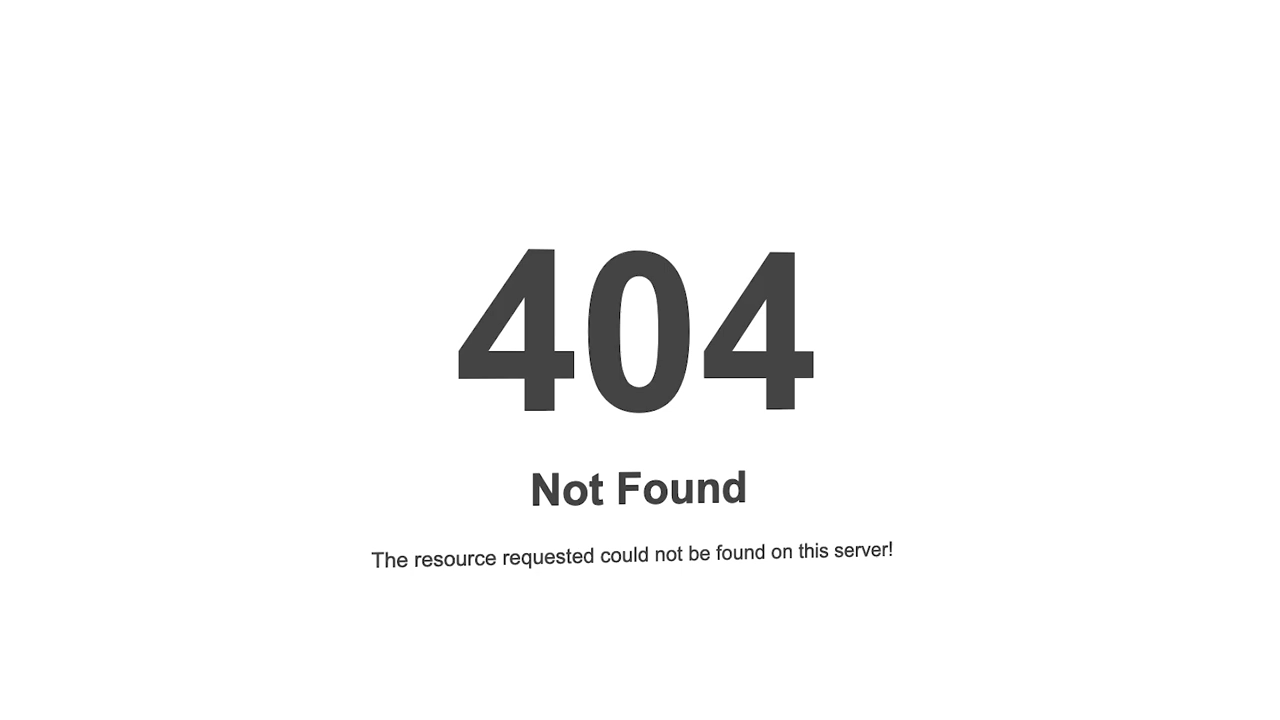 404
Not Found
The resource requested could not be found on this server!